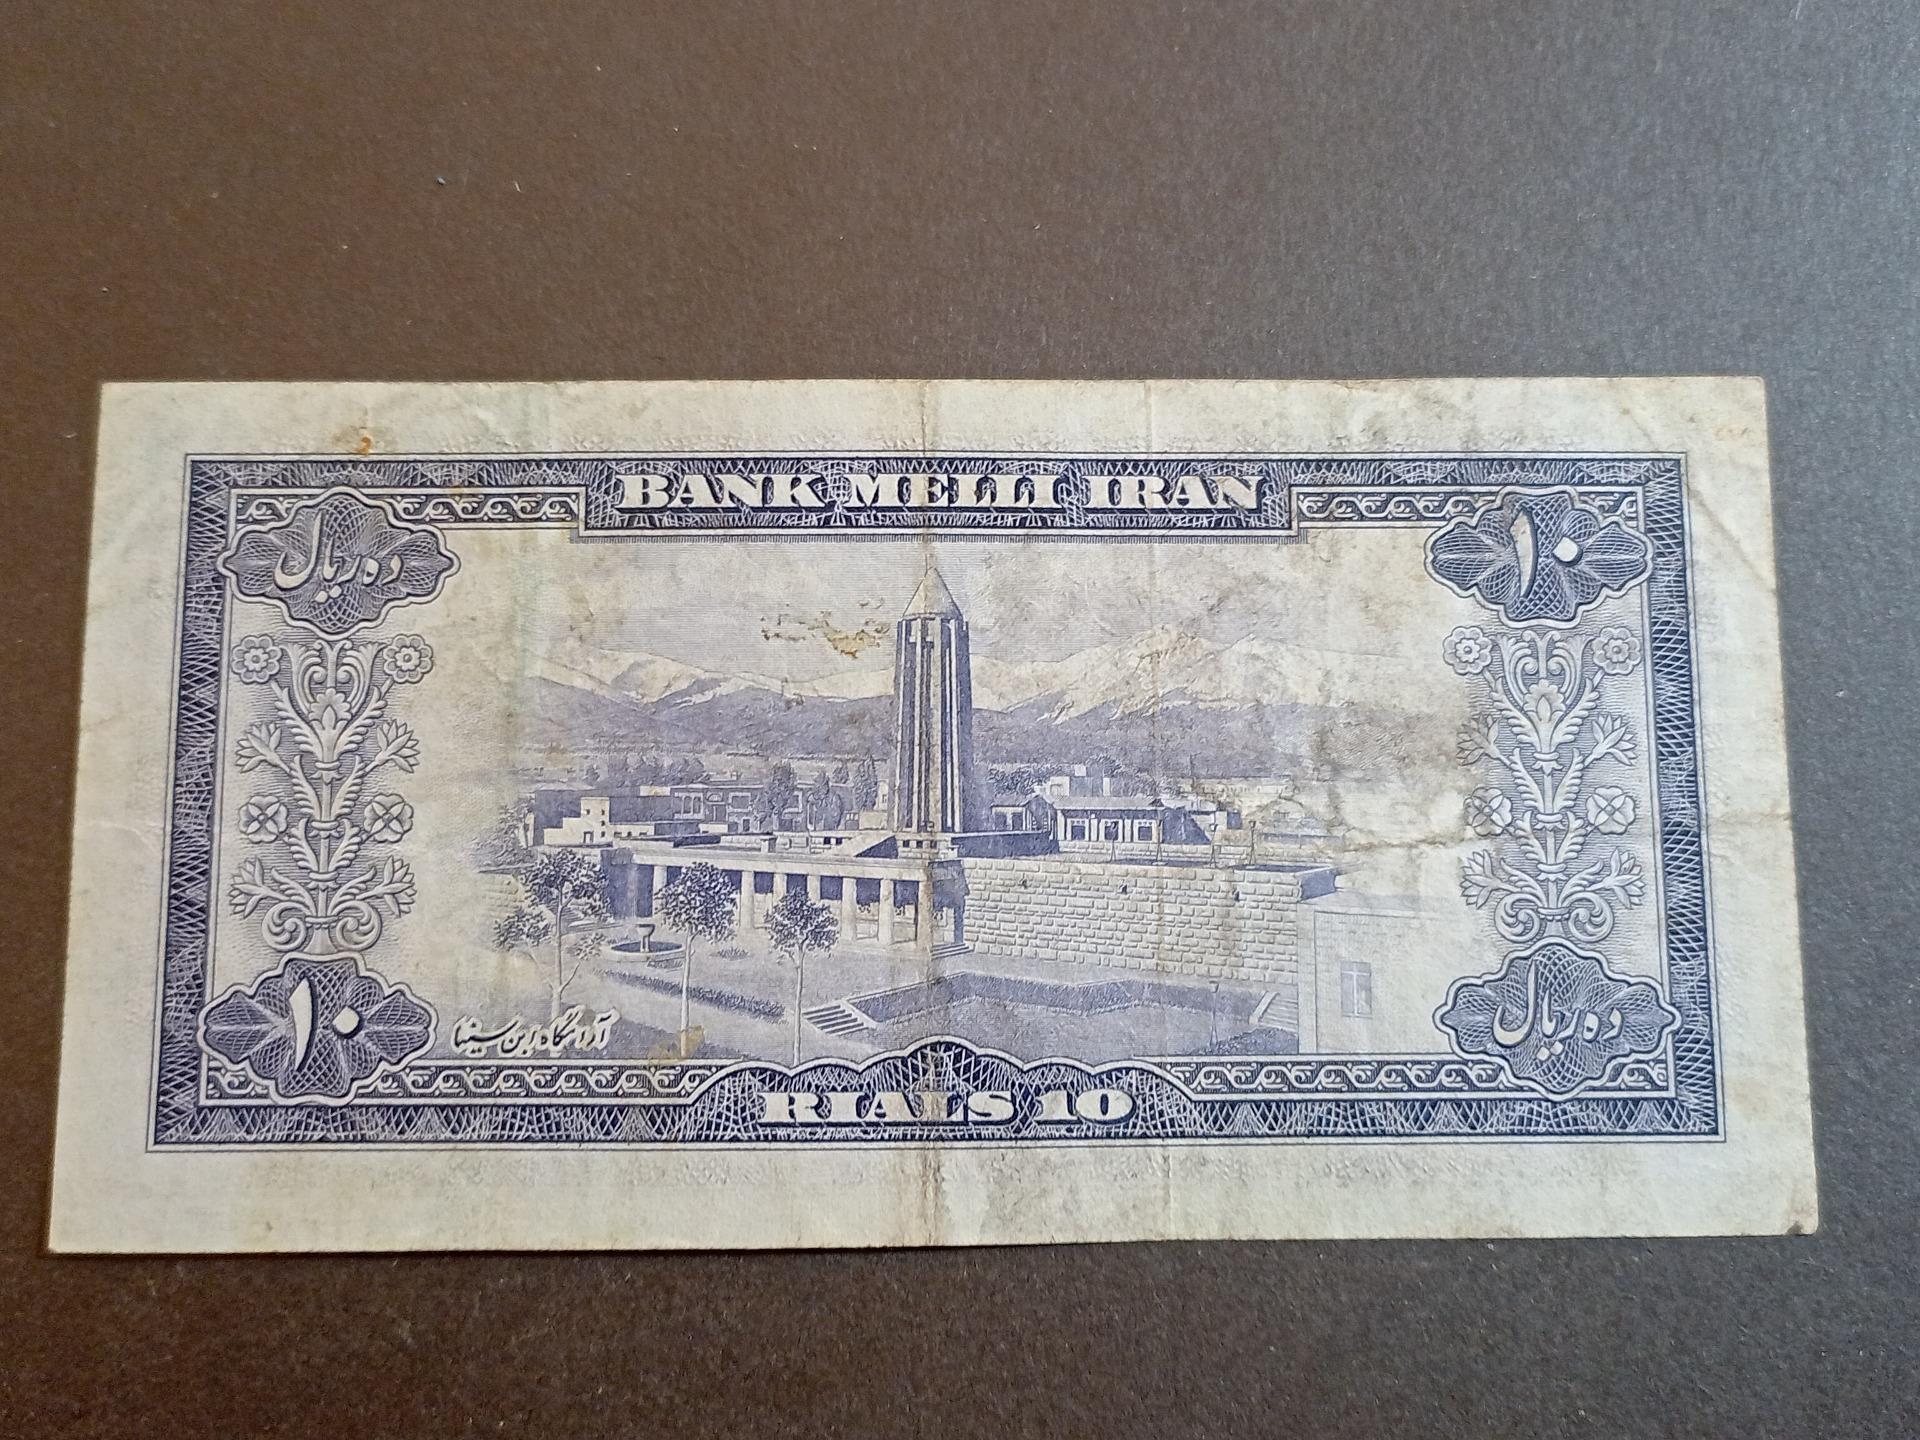 BANK MELLI IRAN
ده ریال
۱۰
۱۰
آرامگاه ابن سینا
ده ریال
RIALS 10